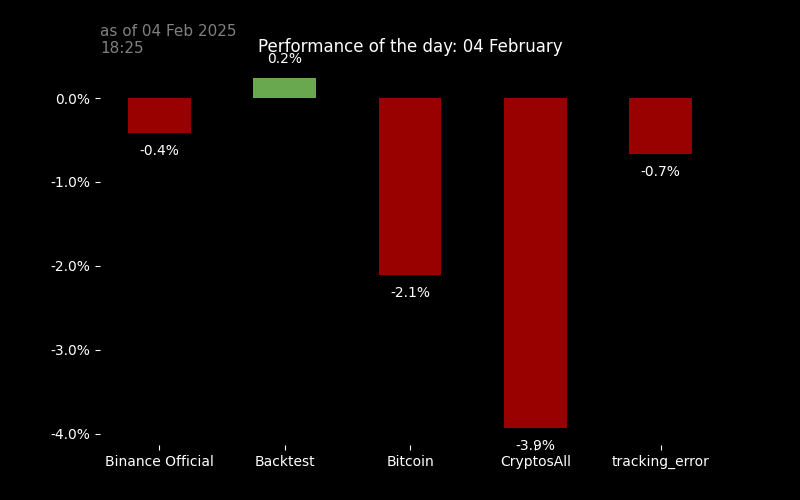 as of 04 Feb 2025
18:25
Performance of the day: 04 February
0.2%
0.0%
-0.4%
-0.7%
-1.0%
-2.0%
-2.1%
-3.0%
-4.0%
-3.9%
Binance Official
Backtest
Bitcoin
CryptosAll
tracking_error